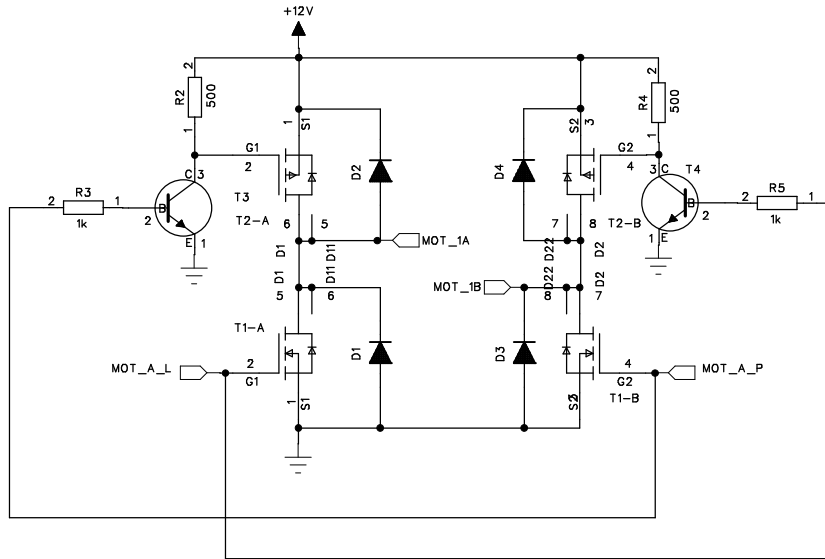 +12V
2
R2
500
1
1
S1
G1
2
D2
T3
T2-A
6
5
D1
D11
MOT_1A
C
3
B
2
E
1
R3
2
1
1k
2
R4
500
1
S2
3
G2
4
D4
T4
T2-B
7
8
D22
D2
C
3
B
2
E
1
R5
2
1
1k
D1
D11
5
6
MOT_1B
D22
D2
8
7
T1-A
MOT_A_L
2
G1
1
S1
D1
D3
4
G2
T1-B
S2
3
MOT_A_P